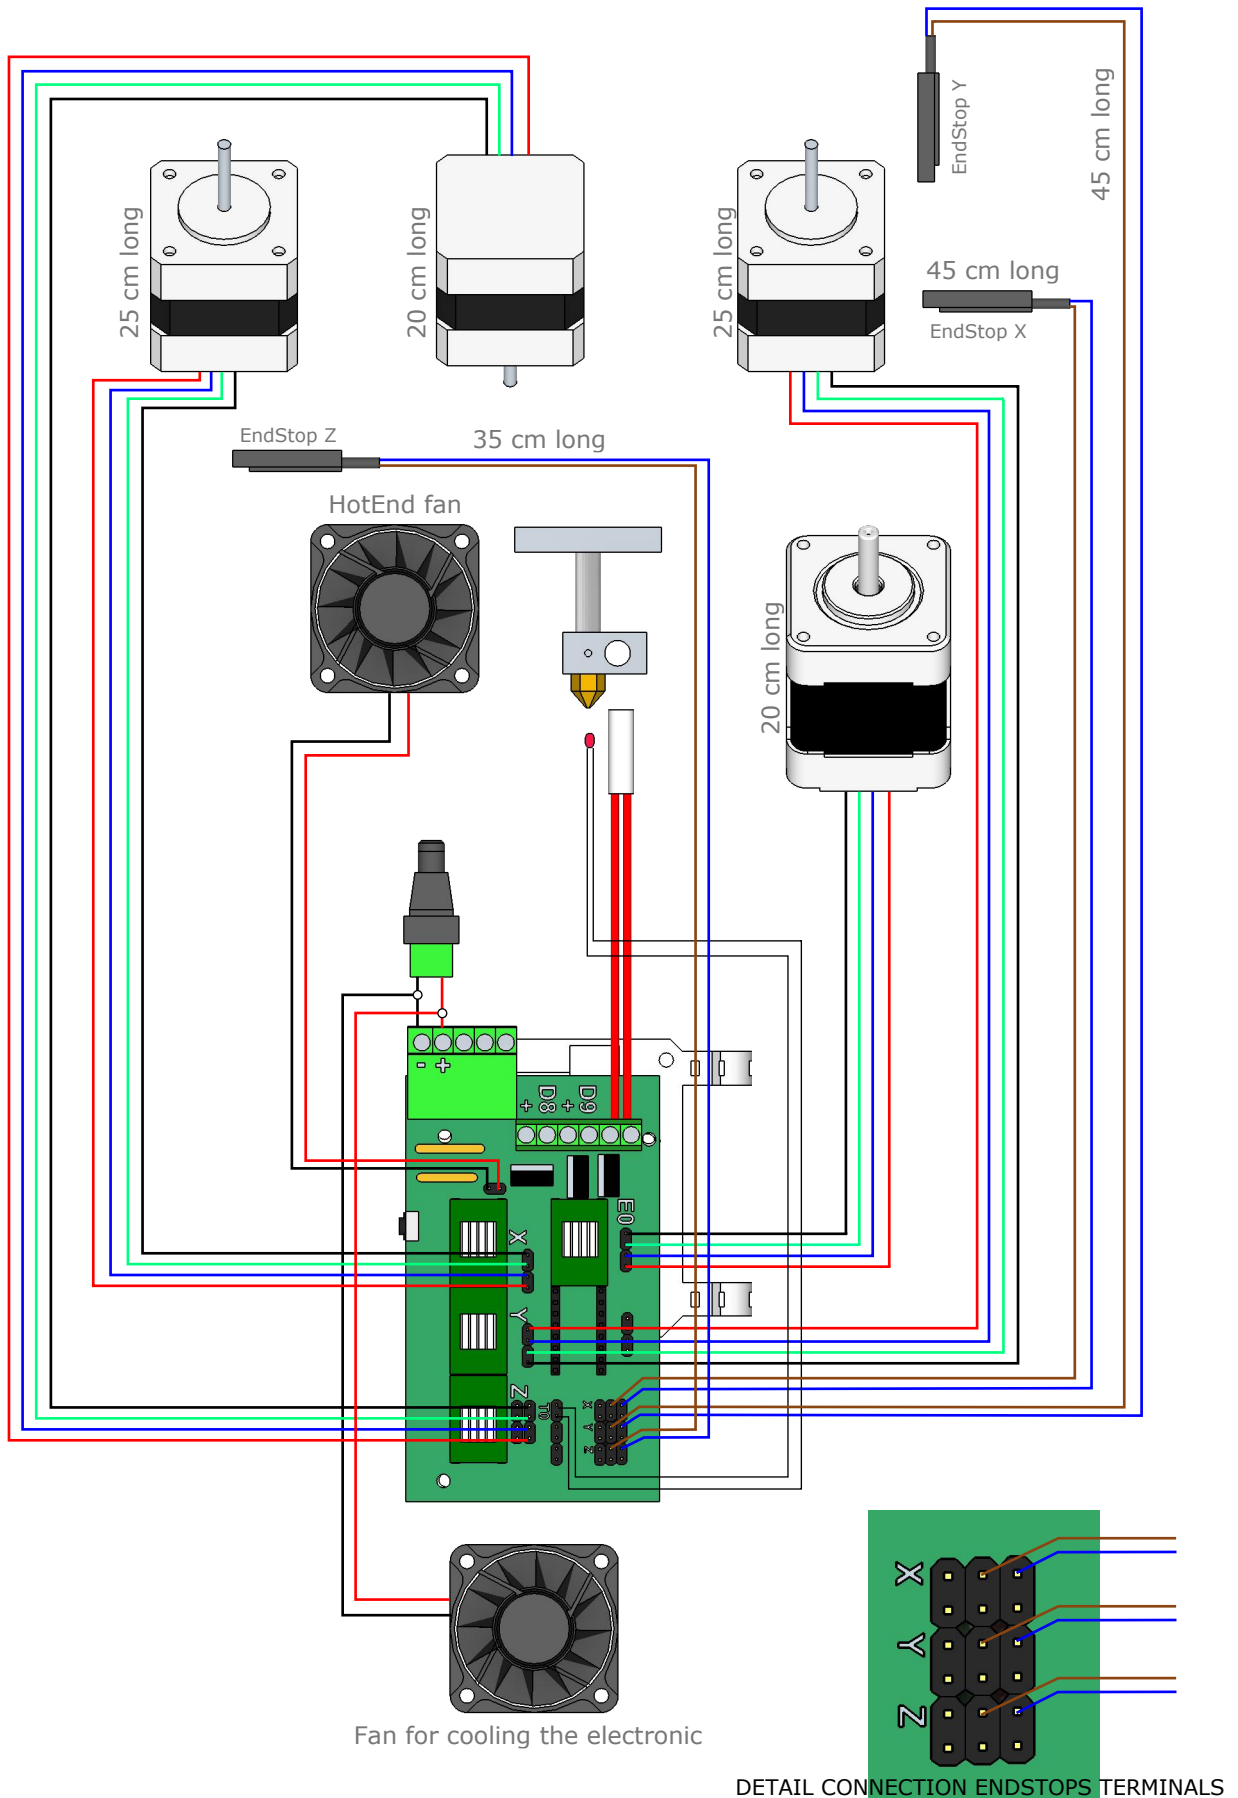 EndStop Y
45 cm long
25 cm long
20 cm long
25 cm long
45 cm long
EndStop X
EndStop Z
35 cm long
HotEnd fan
20 cm long
- +
+ D8 + D9
E0
X
Y
Z
T0
X
Y
Z
Fan for cooling the electronic
X
Y
Z
DETAIL CONNECTION ENDSTOPS TERMINALS